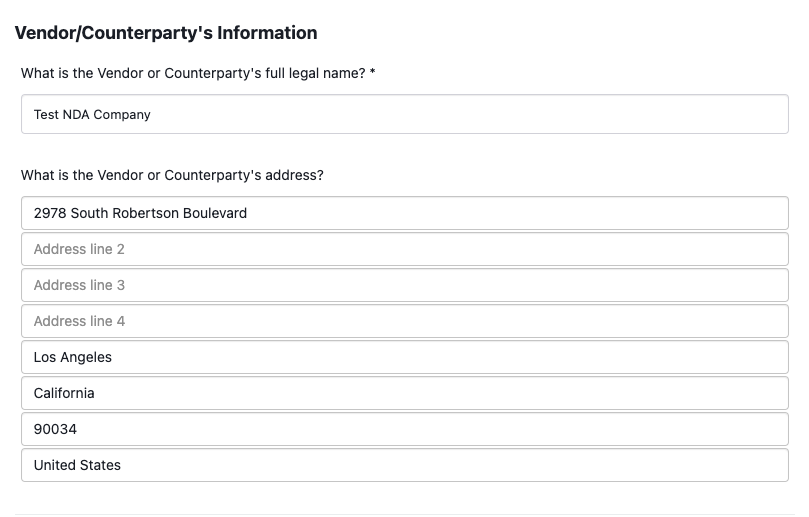 Vendor/Counterparty's Information
What is the Vendor or Counterparty's full legal name? *
Test NDA Company
What is the Vendor or Counterparty's address?
2978 South Robertson Boulevard
Address line 2
Address line 3
Address line 4
Los Angeles
California
90034
United States